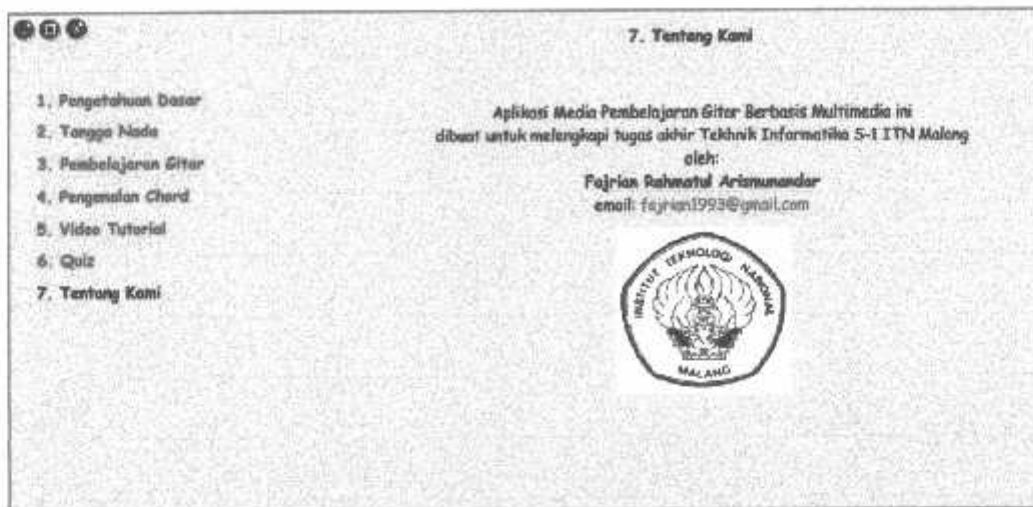 7. Tentang Kami
1. Pengetahuan Dasar
2. Tangga Nada
3. Pembelajaran Gitar
4. Pengenalan Chord
5. Video Tutorial
6. Quiz
7. Tentang Kami
Aplikasi Media Pembelajaran Gitar Berbasis Multimedia ini
dibuat untuk melengkapi tugas akhir Tekhnik Informatika S-1 ITN Malang
oleh:
Fajrian Rahmatul Arismunandar
email: fajrian1993@gmail.com
INSTITUT TEKNOLOGI NASIONAL
MALANG